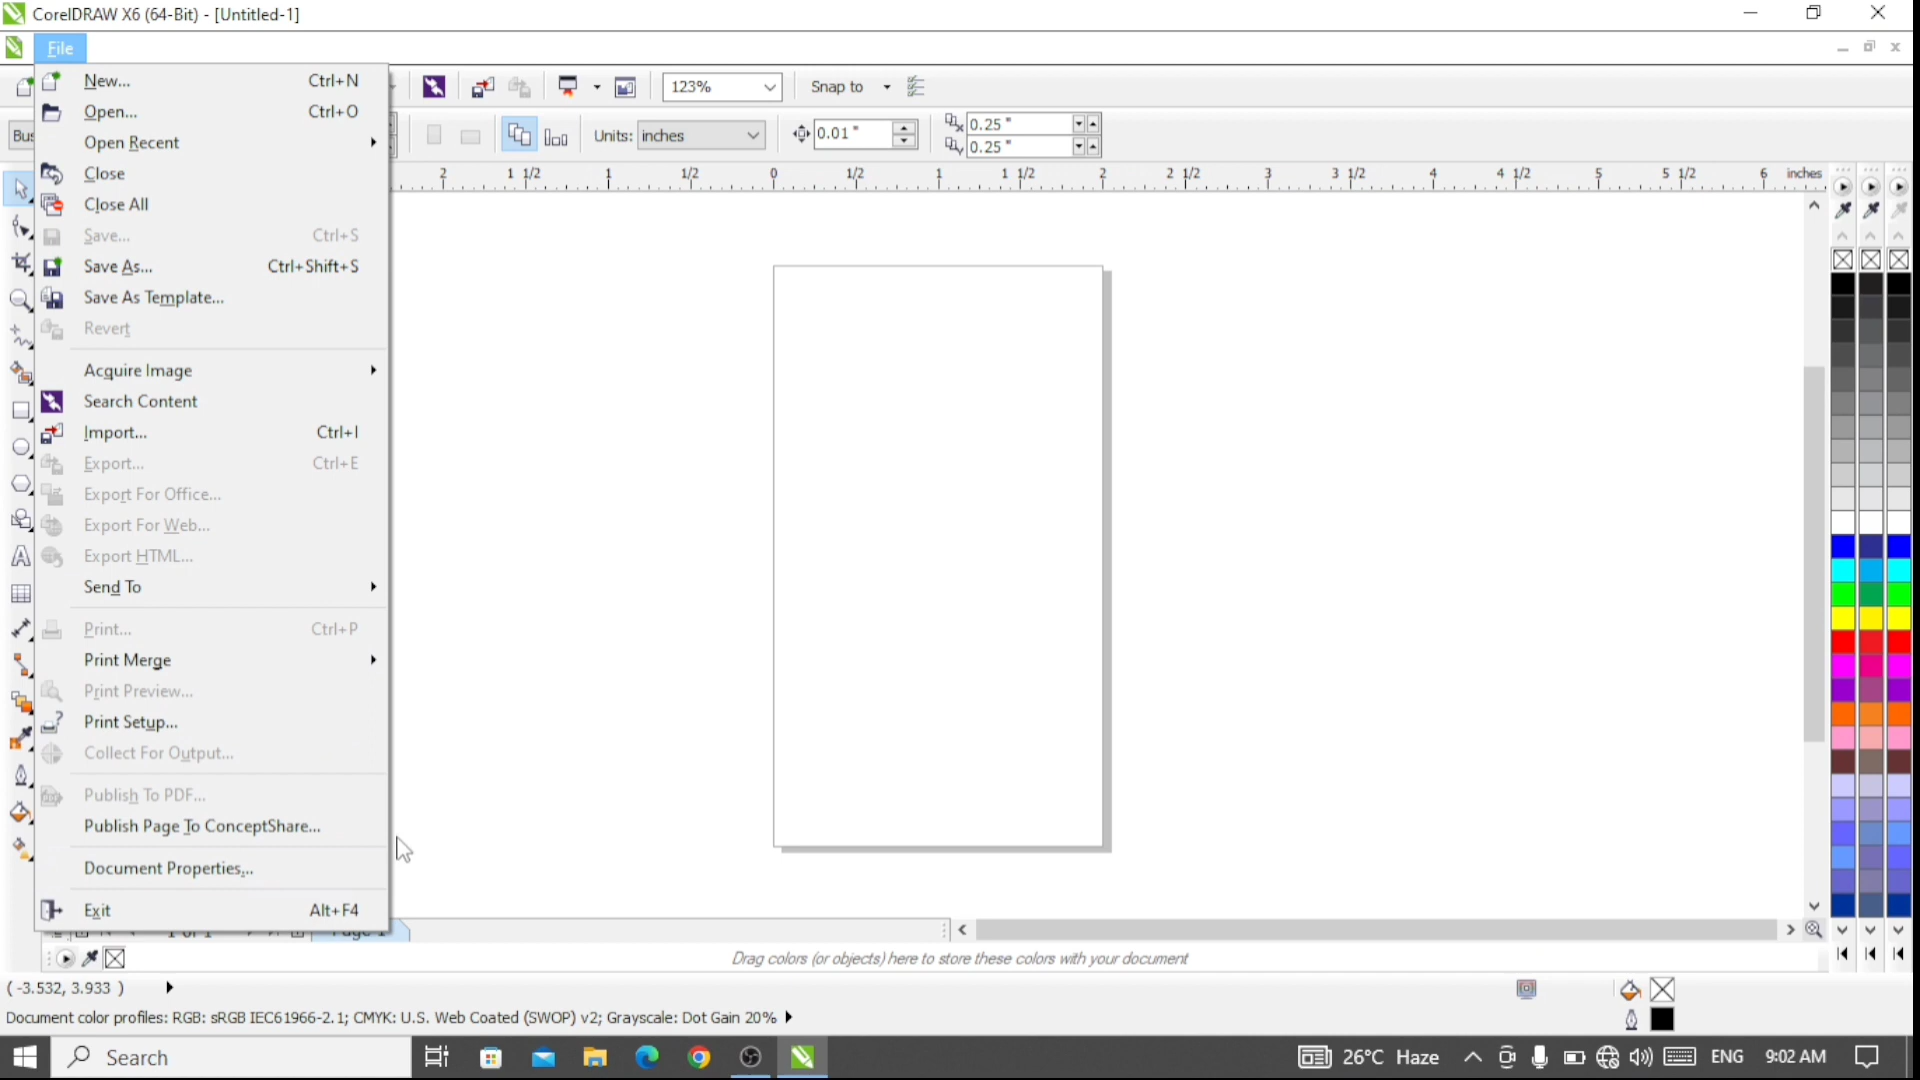 CorelDRAW X6 (64-Bit) - [Untitled-1]
File
New... Ctrl+N
Open... Ctrl+O
Open Recent
Close
Close All
Save... Ctrl+S
Save As... Ctrl+Shift+S
Save As Template...
Revert
Acquire Image
Search Content
Import... Ctrl+I
Export... Ctrl+E
Export For Office...
Export For Web...
Export HTML...
Send To
Print... Ctrl+P
Print Merge
Print Preview...
Print Setup...
Collect For Output...
Publish To PDF...
Publish Page To ConceptShare...
Document Properties...
Exit Alt+F4
123% Snap to
Bus
Units: inches 0.01 " 0.25 "
0.25 "
2 1 1/2 1 1/2 0 1/2 1 1 1/2 2 2 1/2 3 3 1/2 4 4 1/2 5 5 1/2 6 inches
Drag colors (or objects) here to store these colors with your document
( -3.532, 3.933 )
Document color profiles: RGB: sRGB IEC61966-2.1; CMYK: U.S. Web Coated (SWOP) v2; Grayscale: Dot Gain 20%
Search 26°C Haze ENG 9:02 AM